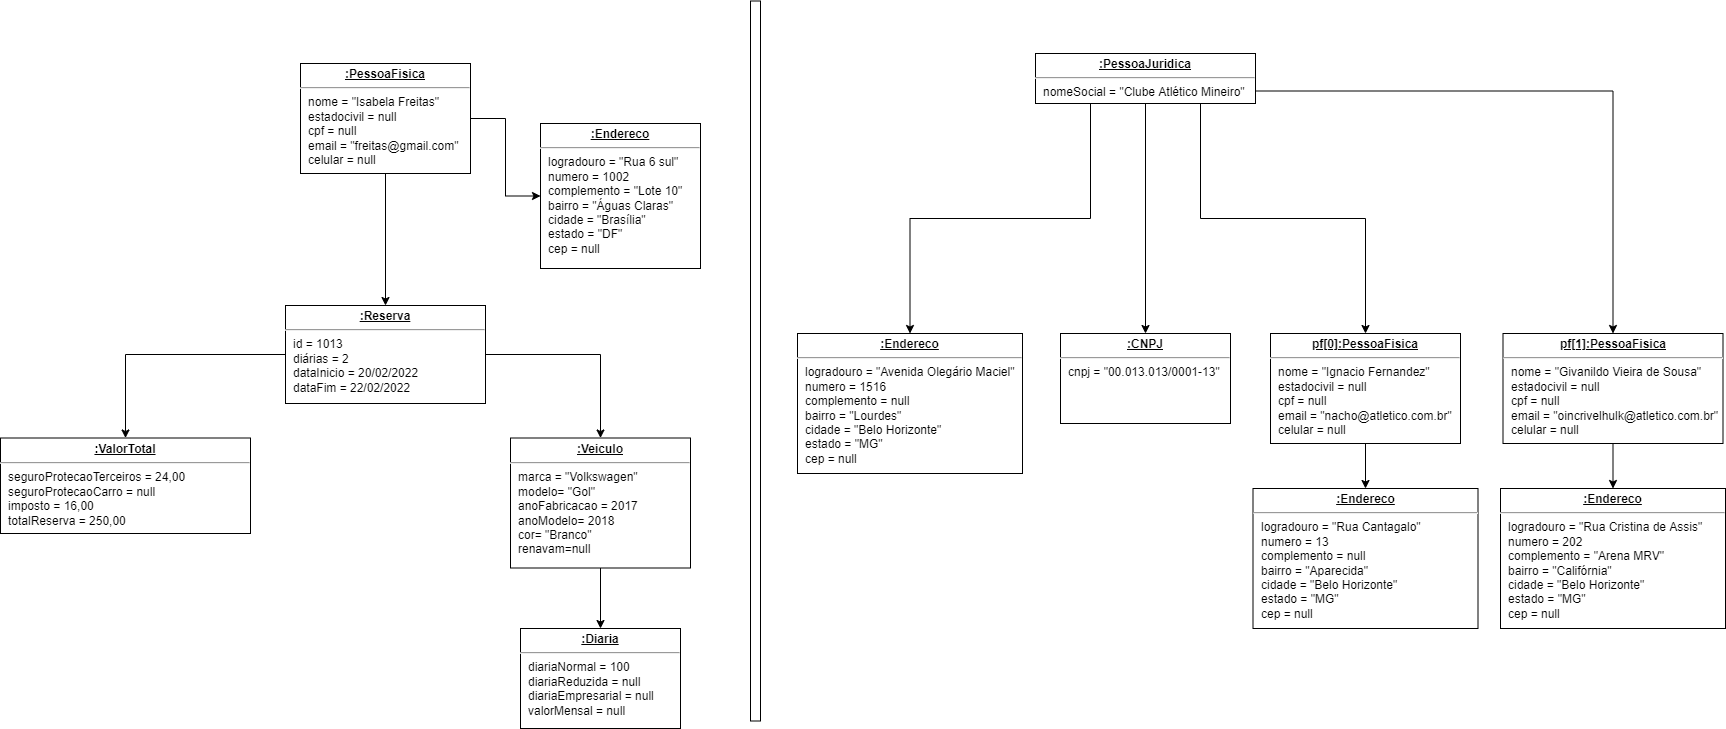 :PessoaFisica
nome = "Isabela Freitas"
estadocivil = null
cpf = null
email = "freitas@gmail.com"
celular = null
:Endereco
logradouro = "Rua 6 sul"
numero = 1002
complemento = "Lote 10"
bairro = "Águas Claras"
cidade = "Brasília"
estado = "DF"
cep = null
:Reserva
id = 1013
diárias = 2
dataInicio = 20/02/2022
dataFim = 22/02/2022
:ValorTotal
seguroProtecaoTerceiros = 24,00
seguroProtecaoCarro = null
imposto = 16,00
totalReserva = 250,00
:Veiculo
marca = "Volkswagen"
modelo= "Gol"
anoFabricacao = 2017
anoModelo= 2018
cor= "Branco"
renavam=null
:Diaria
diariaNormal = 100
diariaReduzida = null
diariaEmpresarial = null
valorMensal = null
:PessoaJuridica
nomeSocial = "Clube Atlético Mineiro"
:Endereco
logradouro = "Avenida Olegário Maciel"
numero = 1516
complemento = null
bairro = "Lourdes"
cidade = "Belo Horizonte"
estado = "MG"
cep = null
:CNPJ
cnpj = "00.013.013/0001-13"
pf[0]:PessoaFisica
nome = "Ignacio Fernandez"
estadocivil = null
cpf = null
email = "nacho@atletico.com.br"
celular = null
pf[1]:PessoaFisica
nome = "Givanildo Vieira de Sousa"
estadocivil = null
cpf = null
email = "oincrivelhulk@atletico.com.br"
celular = null
:Endereco
logradouro = "Rua Cantagalo"
numero = 13
complemento = null
bairro = "Aparecida"
cidade = "Belo Horizonte"
estado = "MG"
cep = null
:Endereco
logradouro = "Rua Cristina de Assis"
numero = 202
complemento = "Arena MRV"
bairro = "Califórnia"
cidade = "Belo Horizonte"
estado = "MG"
cep = null